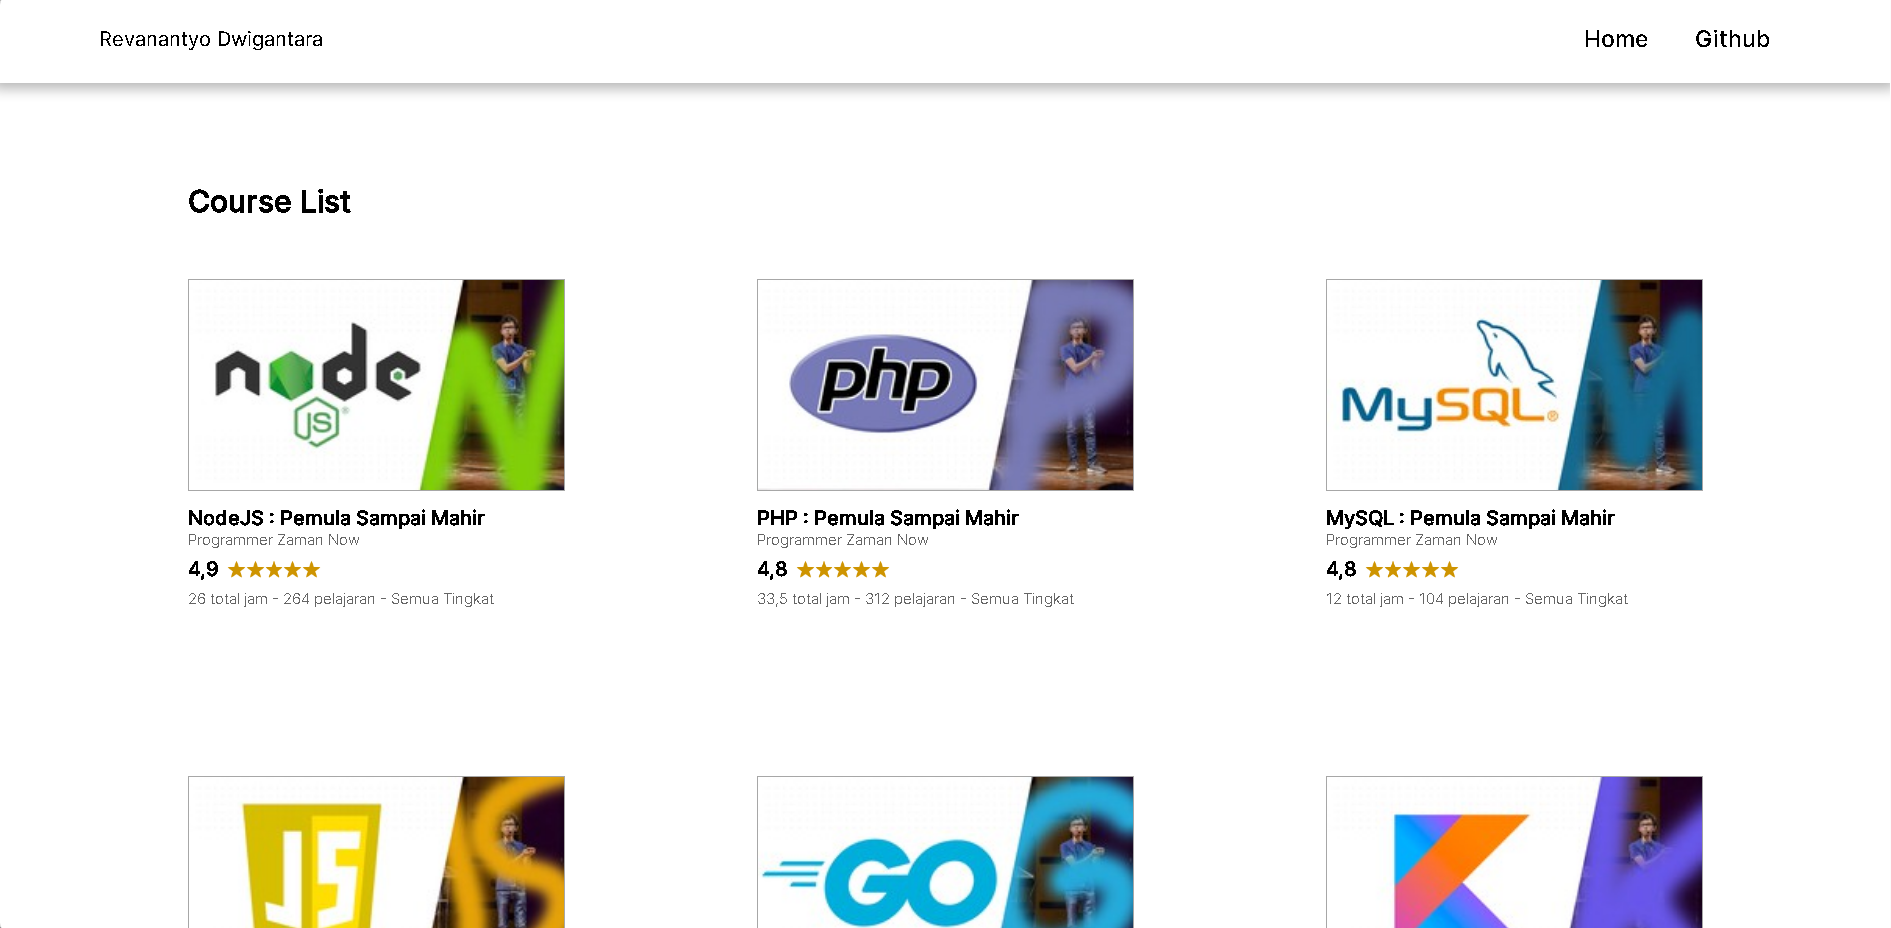 Revanantyo Dwigantara
Home
Github
Course List
node
JS
php
MySQL®
NodeJS : Pemula Sampai Mahir
Programmer Zaman Now
4,9 ★★★★★
26 total jam - 264 pelajaran - Semua Tingkat
PHP : Pemula Sampai Mahir
Programmer Zaman Now
4,8 ★★★★★
33,5 total jam - 312 pelajaran - Semua Tingkat
MySQL : Pemula Sampai Mahir
Programmer Zaman Now
4,8 ★★★★★
12 total jam - 104 pelajaran - Semua Tingkat
JS
GO